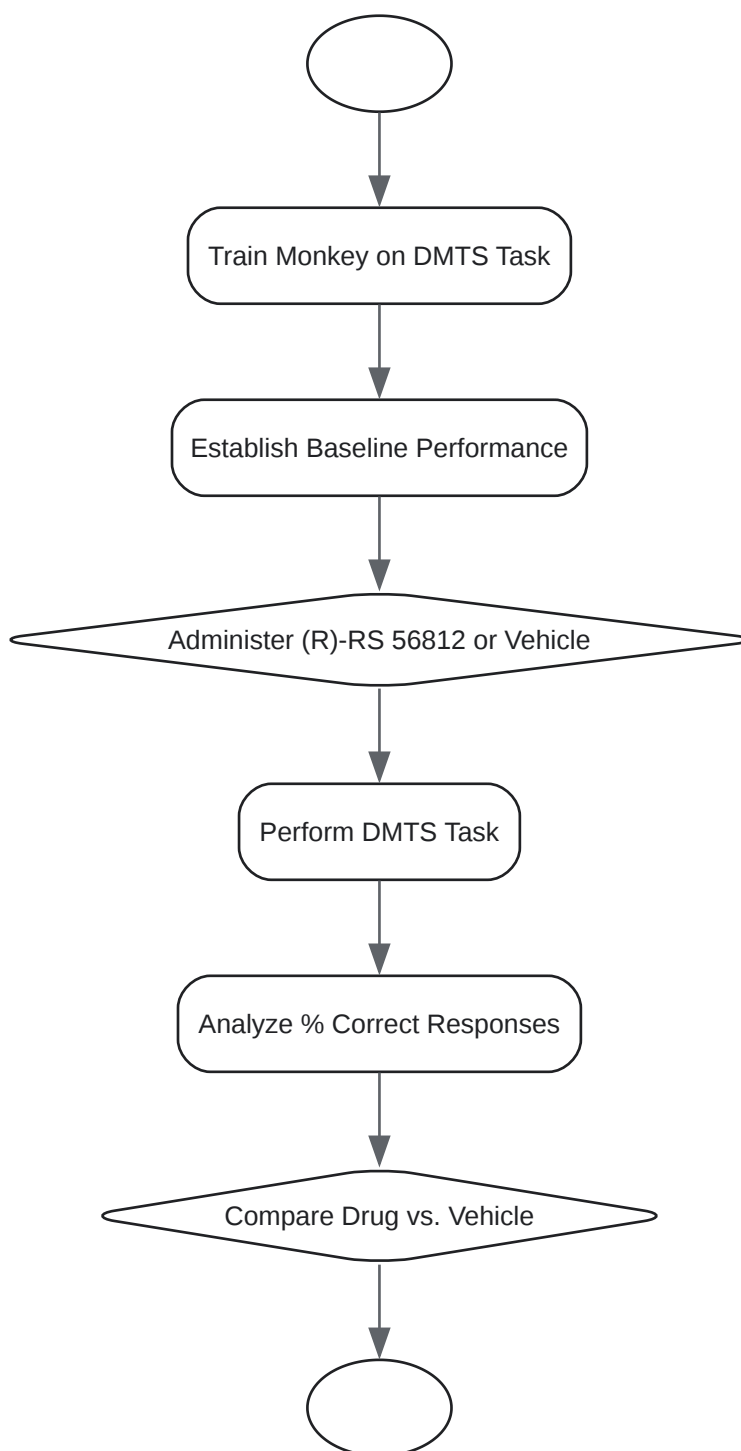 Train Monkey on DMTS Task
Establish Baseline Performance
Administer (R)-RS 56812 or Vehicle
Perform DMTS Task
Analyze % Correct Responses
Compare Drug vs. Vehicle